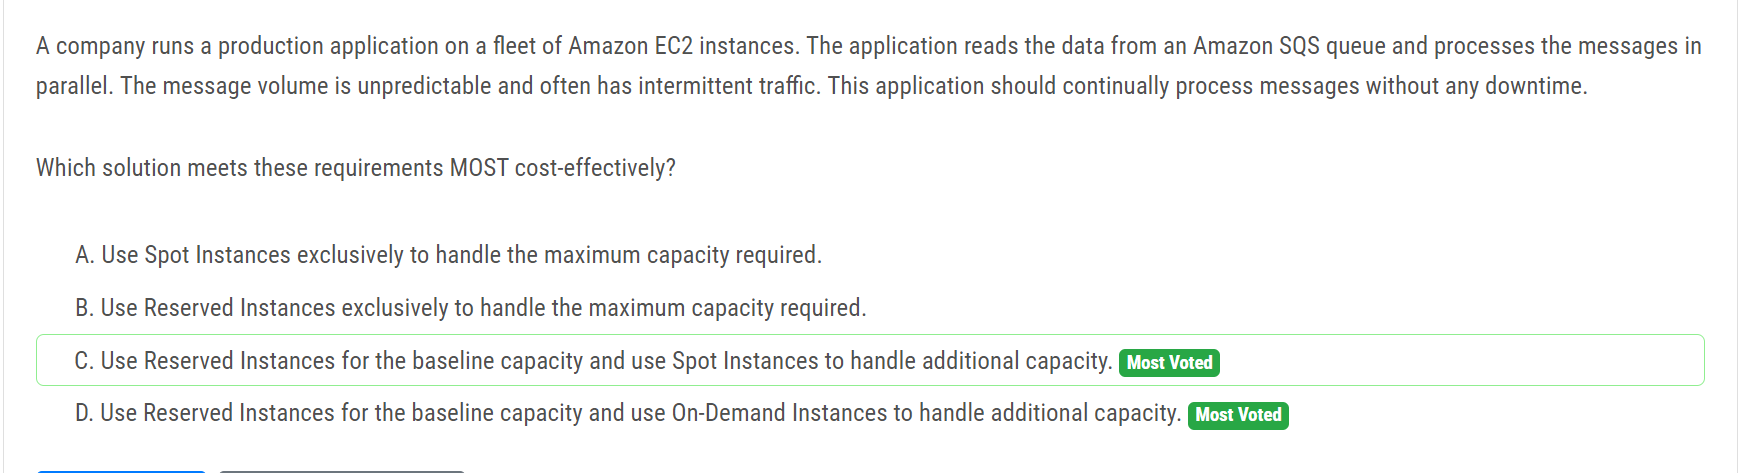 A company runs a production application on a fleet of Amazon EC2 instances. The application reads the data from an Amazon SQS queue and processes the messages in
parallel. The message volume is unpredictable and often has intermittent traffic. This application should continually process messages without any downtime.
Which solution meets these requirements MOST cost-effectively?
A. Use Spot Instances exclusively to handle the maximum capacity required.
B. Use Reserved Instances exclusively to handle the maximum capacity required.
C. Use Reserved Instances for the baseline capacity and use Spot Instances to handle additional capacity. Most Voted
D. Use Reserved Instances for the baseline capacity and use On-Demand Instances to handle additional capacity. Most Voted